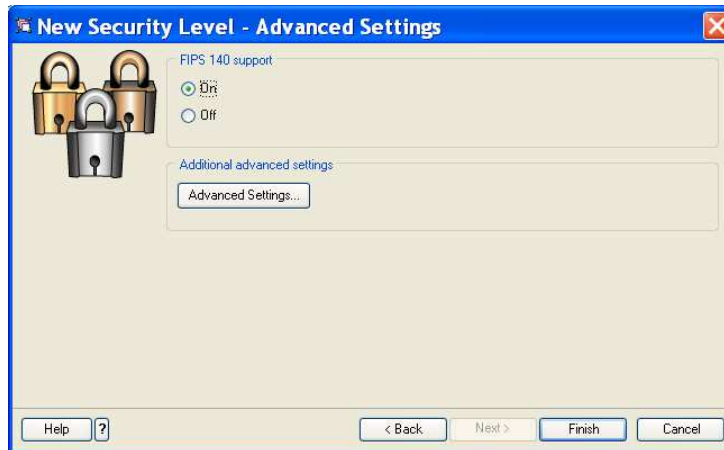 New Security Level - Advanced Settings
FIPS 140 support
On
Off
Additional advanced settings
Advanced Settings...
Help ? < Back Next > Finish Cancel